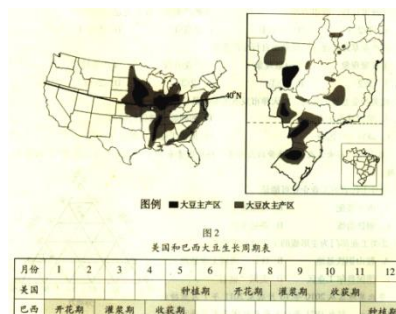 40°N
图例 大豆主产区 大豆次主产区
图2
美国和巴西大豆生长周期表
月份 1 2 3 4 5 6 7 8 9 10 11 12
美国 种植期 开花期 灌浆期 收获期
巴西 开花期 灌浆期 收获期 种植期